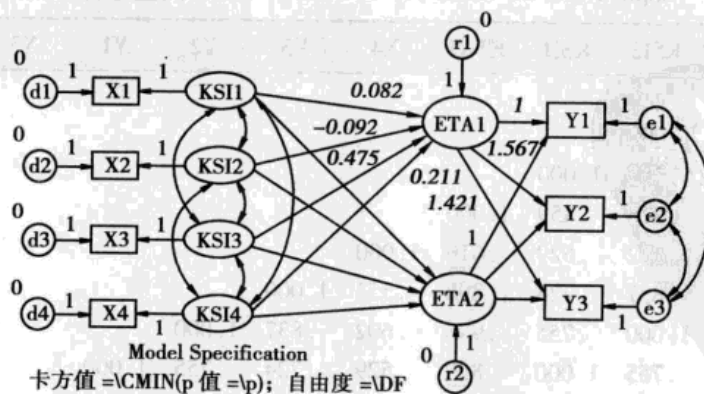 0
r1
0 1 1 KSI1 0.082 1
d1 X1 ETA1 1 Y1 1 e1
0 1 1 KSI2 −0.092 1.567
d2 X2 0.475 0.211 Y2 1 e2
0 1 1 KSI3 1.421
d3 X3 1
0 1 1 KSI4 ETA2 Y3 1 e3
d4 X4
Model Specification 0 1
卡方值 =\CMIN(p 值 =\p)；自由度 =\DF r2